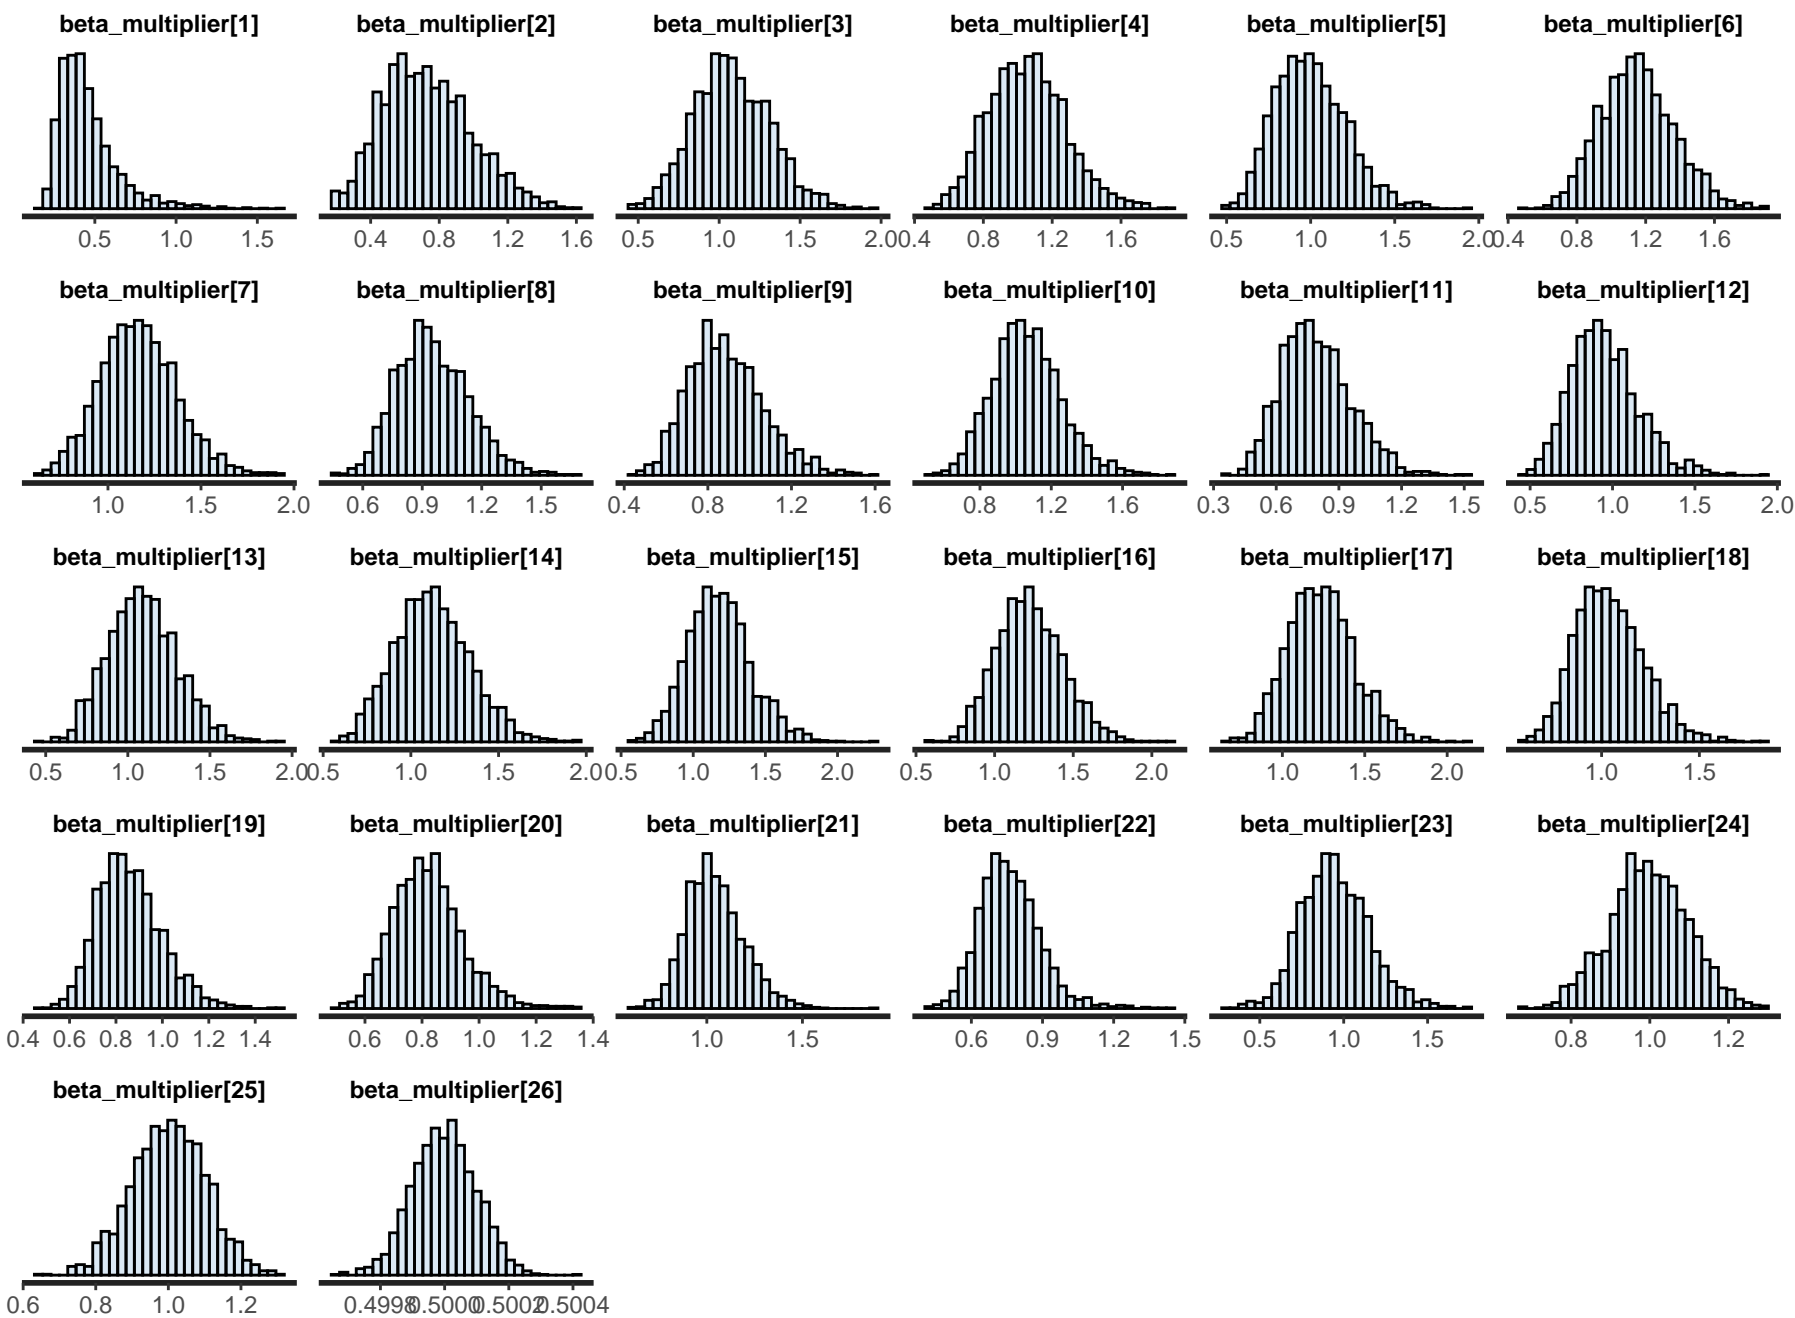 beta_multiplier[1] beta_multiplier[2] beta_multiplier[3] beta_multiplier[4] beta_multiplier[5] beta_multiplier[6]
0.5 1.0 1.5 0.4 0.8 1.2 1.6 0.5 1.0 1.5 2.0 0.4 0.8 1.2 1.6 0.5 1.0 1.5 2.0 0.4 0.8 1.2 1.6
beta_multiplier[7] beta_multiplier[8] beta_multiplier[9] beta_multiplier[10] beta_multiplier[11] beta_multiplier[12]
1.0 1.5 2.0 0.6 0.9 1.2 1.5 0.4 0.8 1.2 1.6 0.8 1.2 1.6 0.3 0.6 0.9 1.2 1.5 0.5 1.0 1.5 2.0
beta_multiplier[13] beta_multiplier[14] beta_multiplier[15] beta_multiplier[16] beta_multiplier[17] beta_multiplier[18]
0.5 1.0 1.5 2.0 0.5 1.0 1.5 2.0 0.5 1.0 1.5 2.0 0.5 1.0 1.5 2.0 1.0 1.5 2.0 1.0 1.5
beta_multiplier[19] beta_multiplier[20] beta_multiplier[21] beta_multiplier[22] beta_multiplier[23] beta_multiplier[24]
0.4 0.6 0.8 1.0 1.2 1.4 0.6 0.8 1.0 1.2 1.4 1.0 1.5 0.6 0.9 1.2 1.5 0.5 1.0 1.5 0.8 1.0 1.2
beta_multiplier[25] beta_multiplier[26]
0.6 0.8 1.0 1.2 0.4998 0.5000 0.5002 0.5004